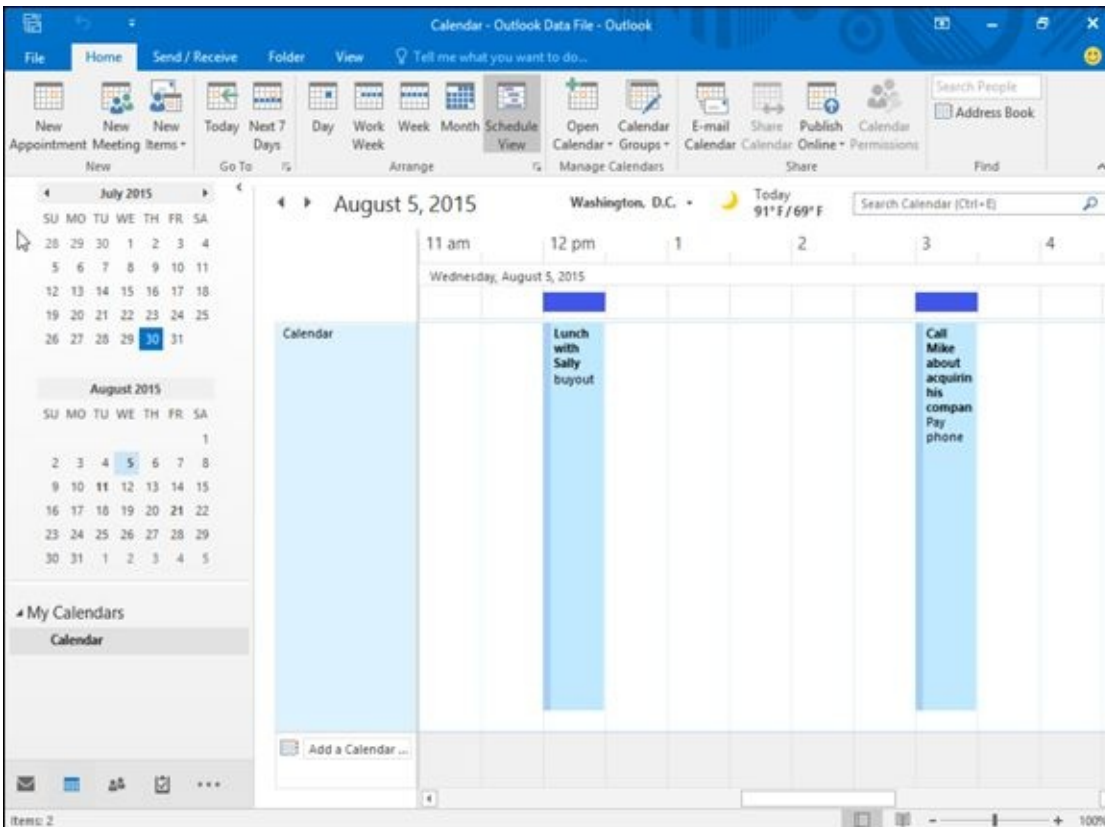 Calendar - Outlook Data File - Outlook
File Home Send / Receive Folder View Tell me what you want to do...
New Appointment
New Meeting
New Items
New
Today
Next 7 Days
Go To
Day
Work Week
Week
Month
Schedule View
Arrange
Open Calendar
Calendar Groups
Manage Calendars
E-mail Calendar
Share Calendar
Publish Online
Calendar Permissions
Share
Search People
Address Book
Find
July 2015
SU MO TU WE TH FR SA
28 29 30 1 2 3 4
5 6 7 8 9 10 11
12 13 14 15 16 17 18
19 20 21 22 23 24 25
26 27 28 29 30 31
August 2015
SU MO TU WE TH FR SA
1
2 3 4 5 6 7 8
9 10 11 12 13 14 15
16 17 18 19 20 21 22
23 24 25 26 27 28 29
30 31 1 2 3 4 5
My Calendars
Calendar
August 5, 2015
Washington, D.C.
Today
91°F/69°F
Search Calendar (Ctrl+E)
11 am 12 pm 1 2 3 4
Wednesday, August 5, 2015
Calendar
Lunch
with
Sally
buyout
Call
Mike
about
acquirin
his
compan
Pay
phone
Add a Calendar ...
Items: 2
100%